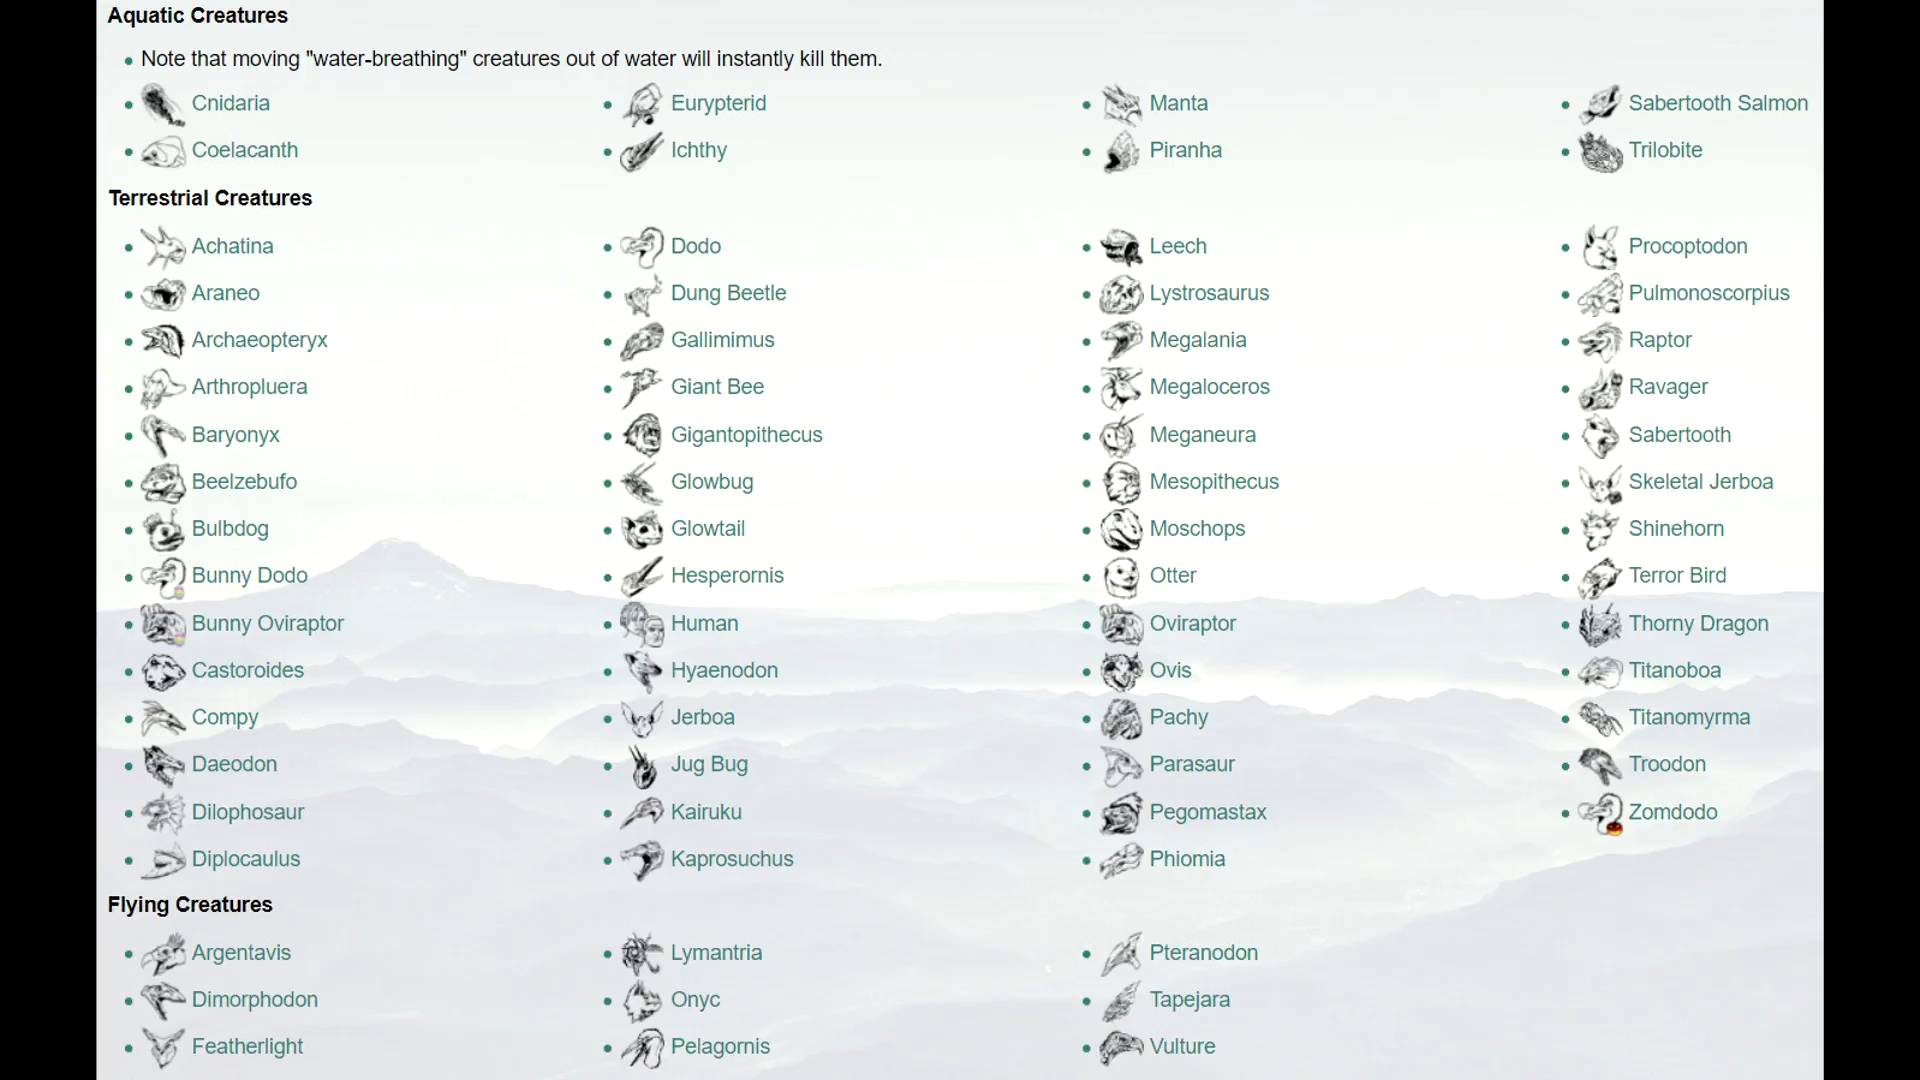 Aquatic Creatures
Note that moving "water-breathing" creatures out of water will instantly kill them.
Cnidaria
Coelacanth
Eurypterid
Ichthy
Manta
Piranha
Sabertooth Salmon
Trilobite
Terrestrial Creatures
Achatina
Araneo
Archaeopteryx
Arthropluera
Baryonyx
Beelzebufo
Bulbdog
Bunny Dodo
Bunny Oviraptor
Castoroides
Compy
Daeodon
Dilophosaur
Diplocaulus
Dodo
Dung Beetle
Gallimimus
Giant Bee
Gigantopithecus
Glowbug
Glowtail
Hesperornis
Human
Hyaenodon
Jerboa
Jug Bug
Kairuku
Kaprosuchus
Leech
Lystrosaurus
Megalania
Megaloceros
Meganeura
Mesopithecus
Moschops
Otter
Oviraptor
Ovis
Pachy
Parasaur
Pegomastax
Phiomia
Procoptodon
Pulmonoscorpius
Raptor
Ravager
Sabertooth
Skeletal Jerboa
Shinehorn
Terror Bird
Thorny Dragon
Titanoboa
Titanomyrma
Troodon
Zomdodo
Flying Creatures
Argentavis
Dimorphodon
Featherlight
Lymantria
Onyc
Pelagornis
Pteranodon
Tapejara
Vulture